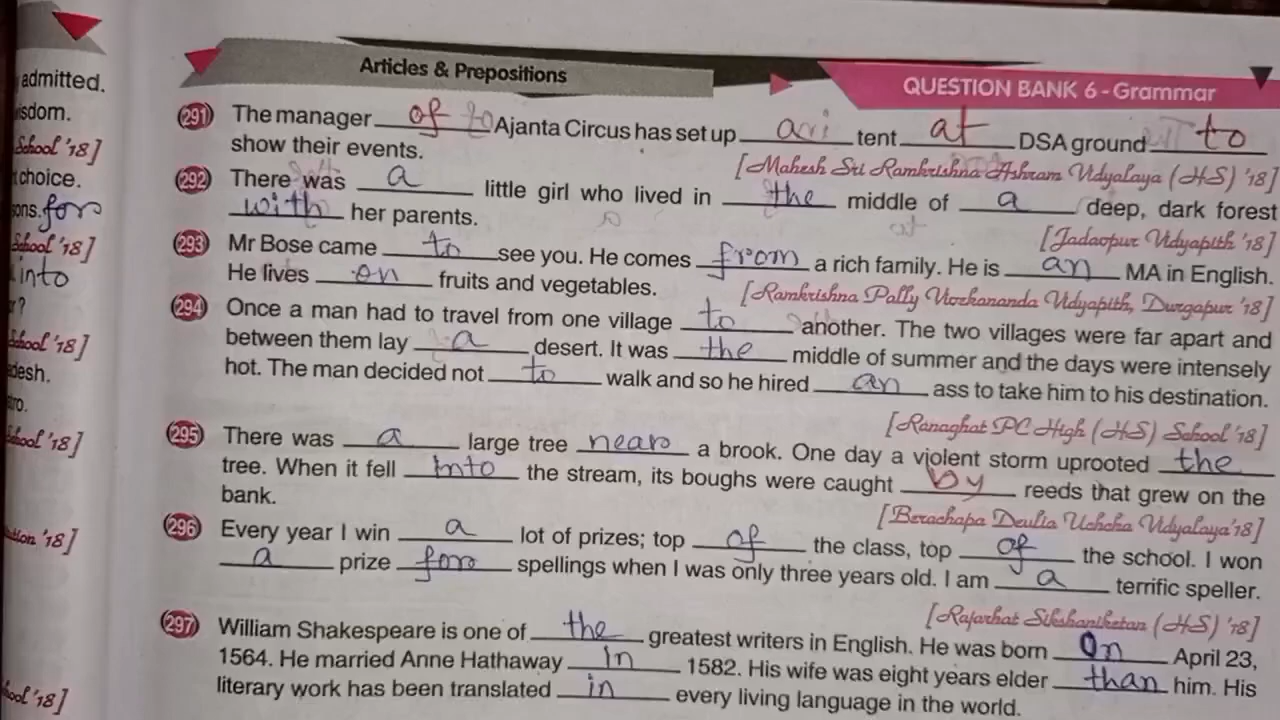 Articles & Prepositions
QUESTION BANK 6 - Grammar
admitted.
isdom.
School '18]
choice.
ons. for
School '18]
into
r?
School '18]
desh.
tro.
School '18]
tution '18]
hool '18]
291 The manager of to Ajanta Circus has set up a tent at DSA ground to
show their events.
[Mahesh Sri Ramkrishna Ashram Vidyalaya (HS) '18]
292 There was a little girl who lived in the middle of a deep, dark forest
with her parents.
[Jadavpur Vidyapith '18]
293 Mr Bose came to see you. He comes from a rich family. He is an MA in English.
He lives on fruits and vegetables.
[Ramkrishna Pally Vivekananda Vidyapith, Durgapur '18]
294 Once a man had to travel from one village to another. The two villages were far apart and
between them lay a desert. It was the middle of summer and the days were intensely
hot. The man decided not to walk and so he hired an ass to take him to his destination.
[Ranaghat PC High (HS) School '18]
295 There was a large tree near a brook. One day a violent storm uprooted the
tree. When it fell into the stream, its boughs were caught by reeds that grew on the
bank.
[Berachapa Deulia Uchcha Vidyalaya '18]
296 Every year I win a lot of prizes; top of the class, top of the school. I won
a prize for spellings when I was only three years old. I am a terrific speller.
[Rajarhat Sikshaniketan (HS) '18]
297 William Shakespeare is one of the greatest writers in English. He was born On April 23,
1564. He married Anne Hathaway in 1582. His wife was eight years elder than him. His
literary work has been translated in every living language in the world.